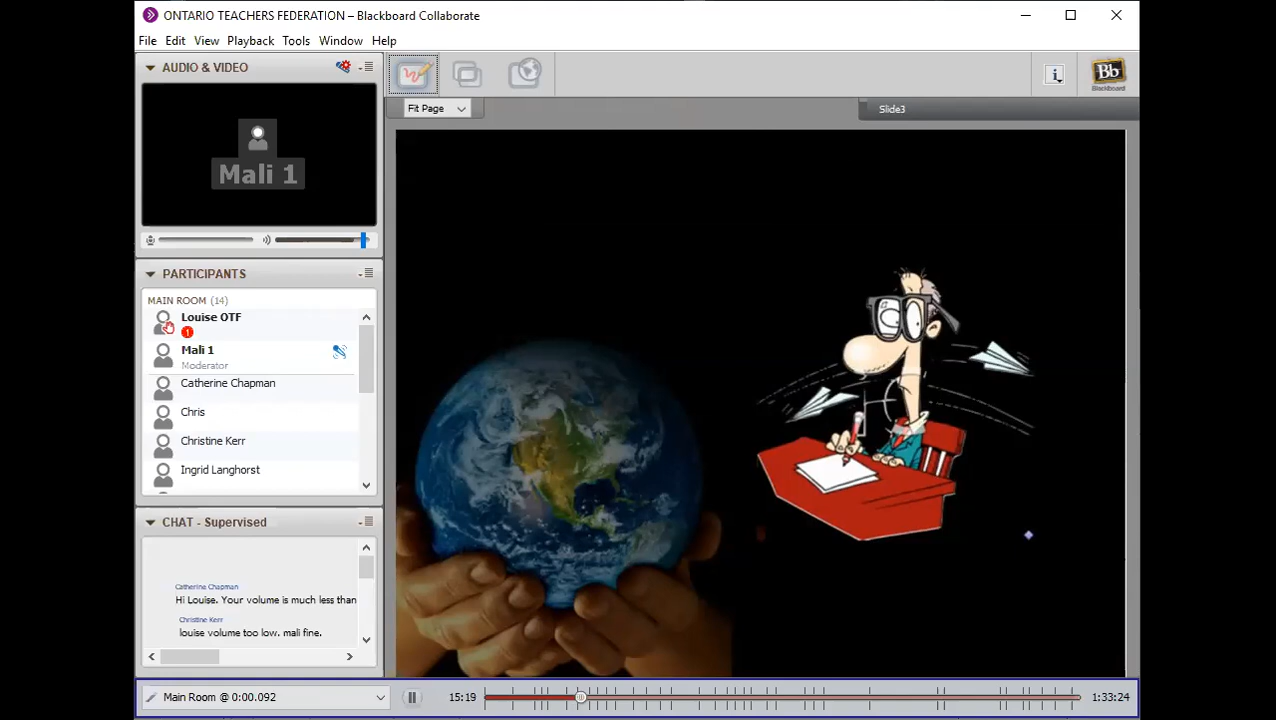 ONTARIO TEACHERS FEDERATION – Blackboard Collaborate
File Edit View Playback Tools Window Help
AUDIO & VIDEO
Mali 1
PARTICIPANTS
MAIN ROOM (14)
Louise OTF
1
Mali 1
Moderator
Catherine Chapman
Chris
Christine Kerr
Ingrid Langhorst
CHAT - Supervised
Catherine Chapman
Hi Louise. Your volume is much less than
Christine Kerr
louise volume too low. mali fine.
Fit Page
Slide3
i
Bb
Blackboard
Main Room @ 0:00.092
15:19
1:33:24